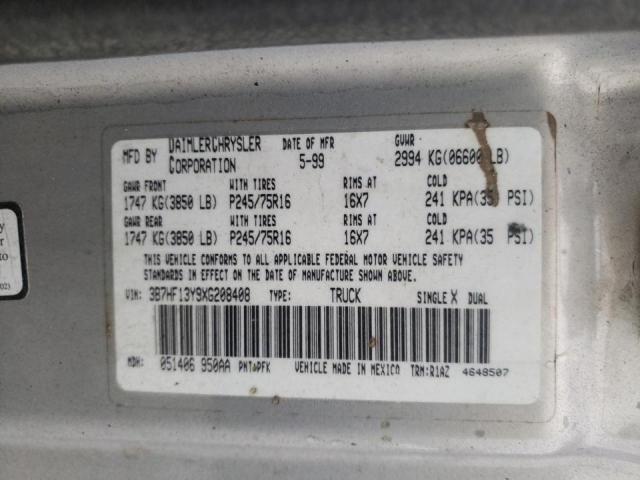 MFD BY DAIMLERCHRYSLER CORPORATION DATE OF MFR 5-99 GVWR 2994 KG(06600 LB)
GAWR FRONT WITH TIRES RIMS AT COLD
1747 KG(3850 LB) P245/75R16 16X7 241 KPA(35 PSI)
GAWR REAR WITH TIRES RIMS AT COLD
1747 KG(3850 LB) P245/75R16 16X7 241 KPA(35 PSI)
THIS VEHICLE CONFORMS TO ALL APPLICABLE FEDERAL MOTOR VEHICLE SAFETY
STANDARDS IN EFFECT ON THE DATE OF MANUFACTURE SHOWN ABOVE.
VIN: 3B7HF13Y9XG208408 TYPE: TRUCK SINGLE X DUAL
MDH: 051406 950AA PNT:PFK VEHICLE MADE IN MEXICO TRM:R1AZ 4648507
y
r
to
02)